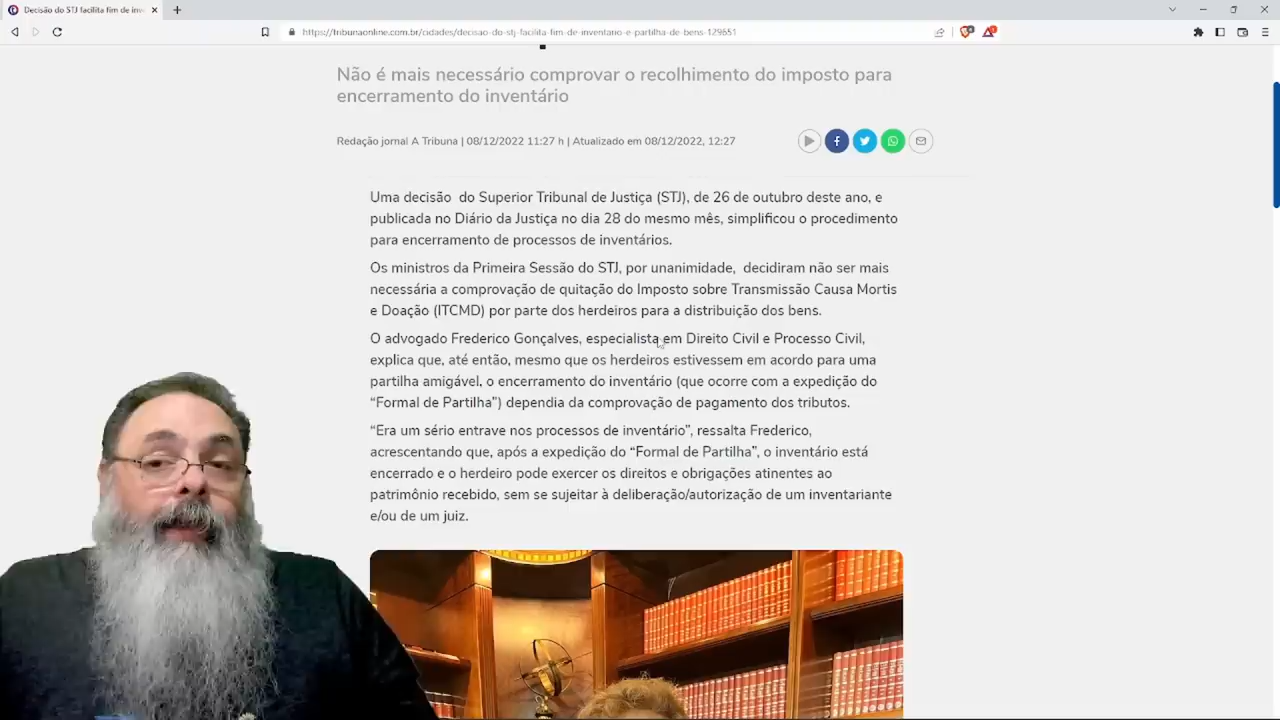 Decisão do STJ facilita fim de inv
https://tribunaonline.com.br/cidades/decisao-do-stj-facilita-fim-de-inventario-e-partilha-de-bens-129651
Não é mais necessário comprovar o recolhimento do imposto para
encerramento do inventário
Redação jornal A Tribuna | 08/12/2022 11:27 h | Atualizado em 08/12/2022, 12:27
Uma decisão do Superior Tribunal de Justiça (STJ), de 26 de outubro deste ano, e
publicada no Diário da Justiça no dia 28 do mesmo mês, simplificou o procedimento
para encerramento de processos de inventários.
Os ministros da Primeira Sessão do STJ, por unanimidade, decidiram não ser mais
necessária a comprovação de quitação do Imposto sobre Transmissão Causa Mortis
e Doação (ITCMD) por parte dos herdeiros para a distribuição dos bens.
O advogado Frederico Gonçalves, especialista em Direito Civil e Processo Civil,
explica que, até então, mesmo que os herdeiros estivessem em acordo para uma
partilha amigável, o encerramento do inventário (que ocorre com a expedição do
“Formal de Partilha”) dependia da comprovação de pagamento dos tributos.
“Era um sério entrave nos processos de inventário”, ressalta Frederico,
acrescentando que, após a expedição do “Formal de Partilha”, o inventário está
encerrado e o herdeiro pode exercer os direitos e obrigações atinentes ao
patrimônio recebido, sem se sujeitar à deliberação/autorização de um inventariante
e/ou de um juiz.